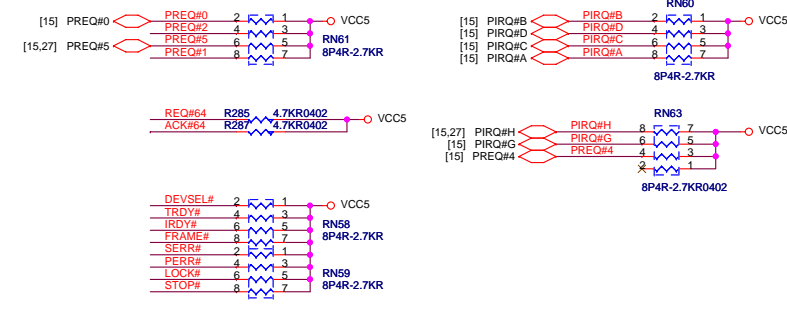 [15] PREQ#0 PREQ#0 2 1 VCC5
PREQ#2 4 3
[15,27] PREQ#5 PREQ#5 6 5 RN61
PREQ#1 8 7 8P4R-2.7KR
RN60
[15] PIRQ#B PIRQ#B 2 1 VCC5
[15] PIRQ#D PIRQ#D 4 3
[15] PIRQ#C PIRQ#C 6 5
[15] PIRQ#A PIRQ#A 8 7
8P4R-2.7KR
REQ#64 R285 4.7KR0402 VCC5
ACK#64 R287 4.7KR0402
RN63
[15,27] PIRQ#H PIRQ#H 8 7 VCC5
[15] PIRQ#G PIRQ#G 6 5
[15] PREQ#4 PREQ#4 4 3
2 1
8P4R-2.7KR0402
DEVSEL# 2 1 VCC5
TRDY# 4 3
IRDY# 6 5 RN58
FRAME# 8 7 8P4R-2.7KR
SERR# 2 1
PERR# 4 3
LOCK# 6 5 RN59
STOP# 8 7 8P4R-2.7KR